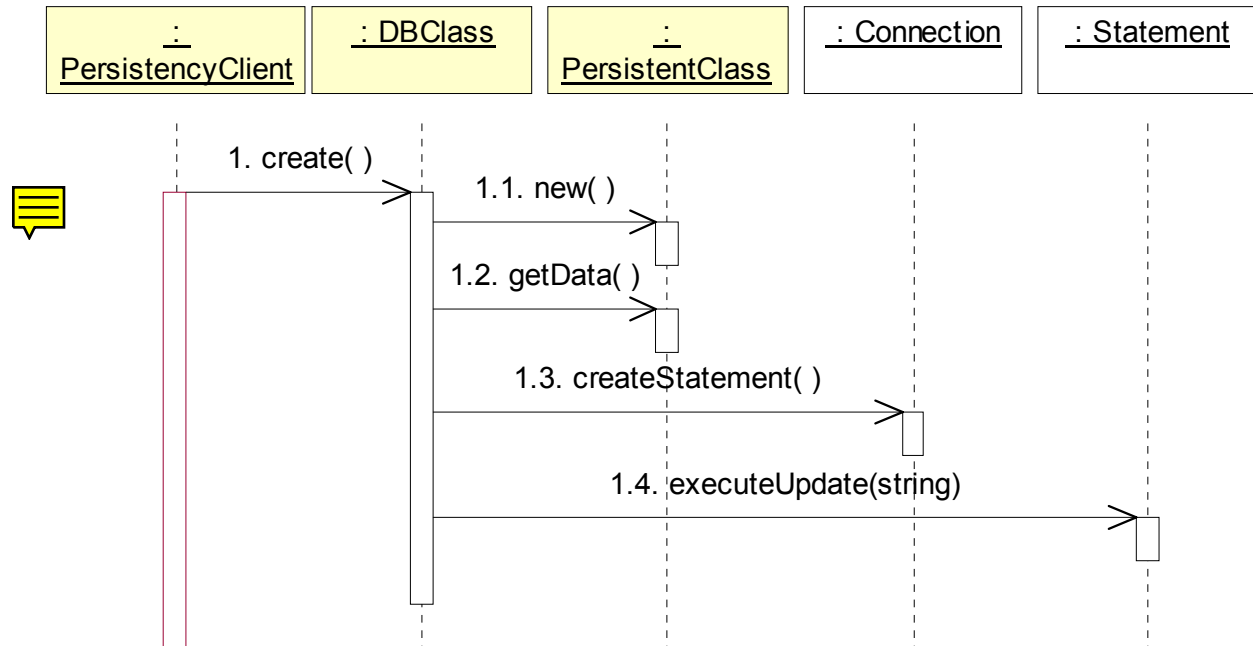 :
PersistencyClient
: DBClass
:
PersistentClass
: Connection
: Statement
1. create( )
1.1. new( )
1.2. getData( )
1.3. createStatement( )
1.4. executeUpdate(string)